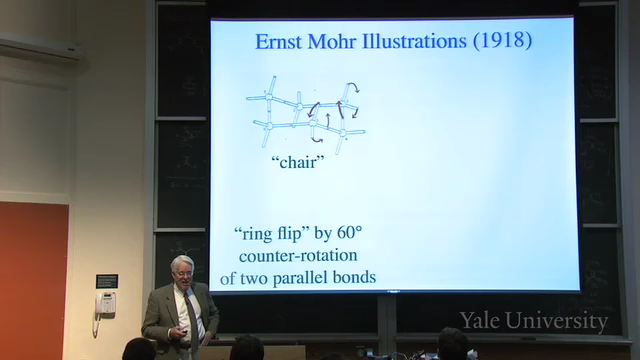 Ernst Mohr Illustrations (1918)
“chair”
“ring flip” by 60°
counter-rotation
of two parallel bonds
Yale University